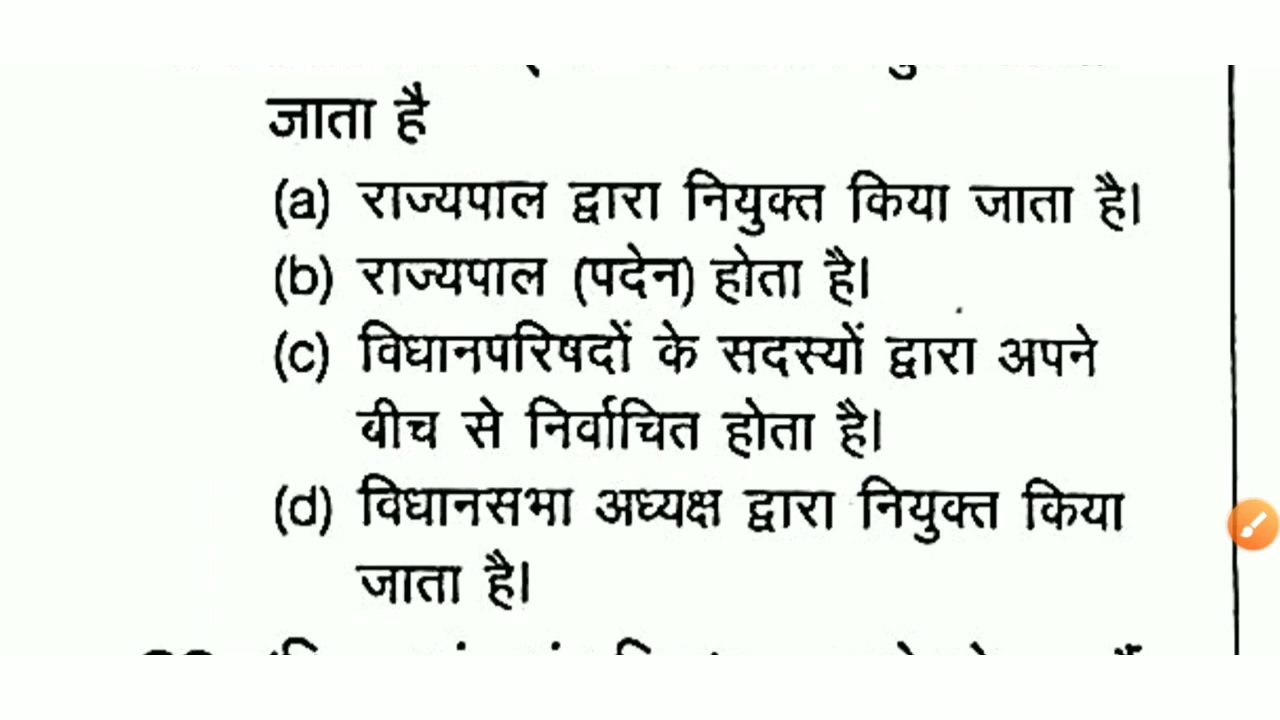 जाता है
(a) राज्यपाल द्वारा नियुक्त किया जाता है।
(b) राज्यपाल (पदेन) होता है।
(c) विधानपरिषदों के सदस्यों द्वारा अपने
बीच से निर्वाचित होता है।
(d) विधानसभा अध्यक्ष द्वारा नियुक्त किया
जाता है।